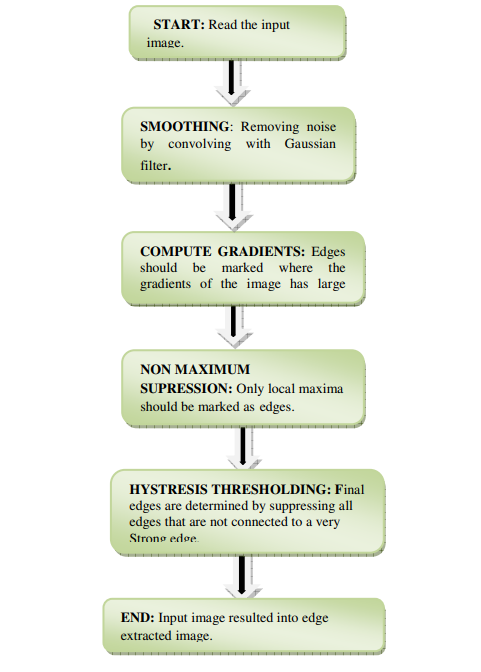 START: Read the input
image.
SMOOTHING: Removing noise
by convolving with Gaussian
filter.
COMPUTE GRADIENTS: Edges
should be marked where the
gradients of the image has large
NON MAXIMUM
SUPRESSION: Only local maxima
should be marked as edges.
HYSTRESIS THRESHOLDING: Final
edges are determined by suppressing all
edges that are not connected to a very
Strong edge.
END: Input image resulted into edge
extracted image.